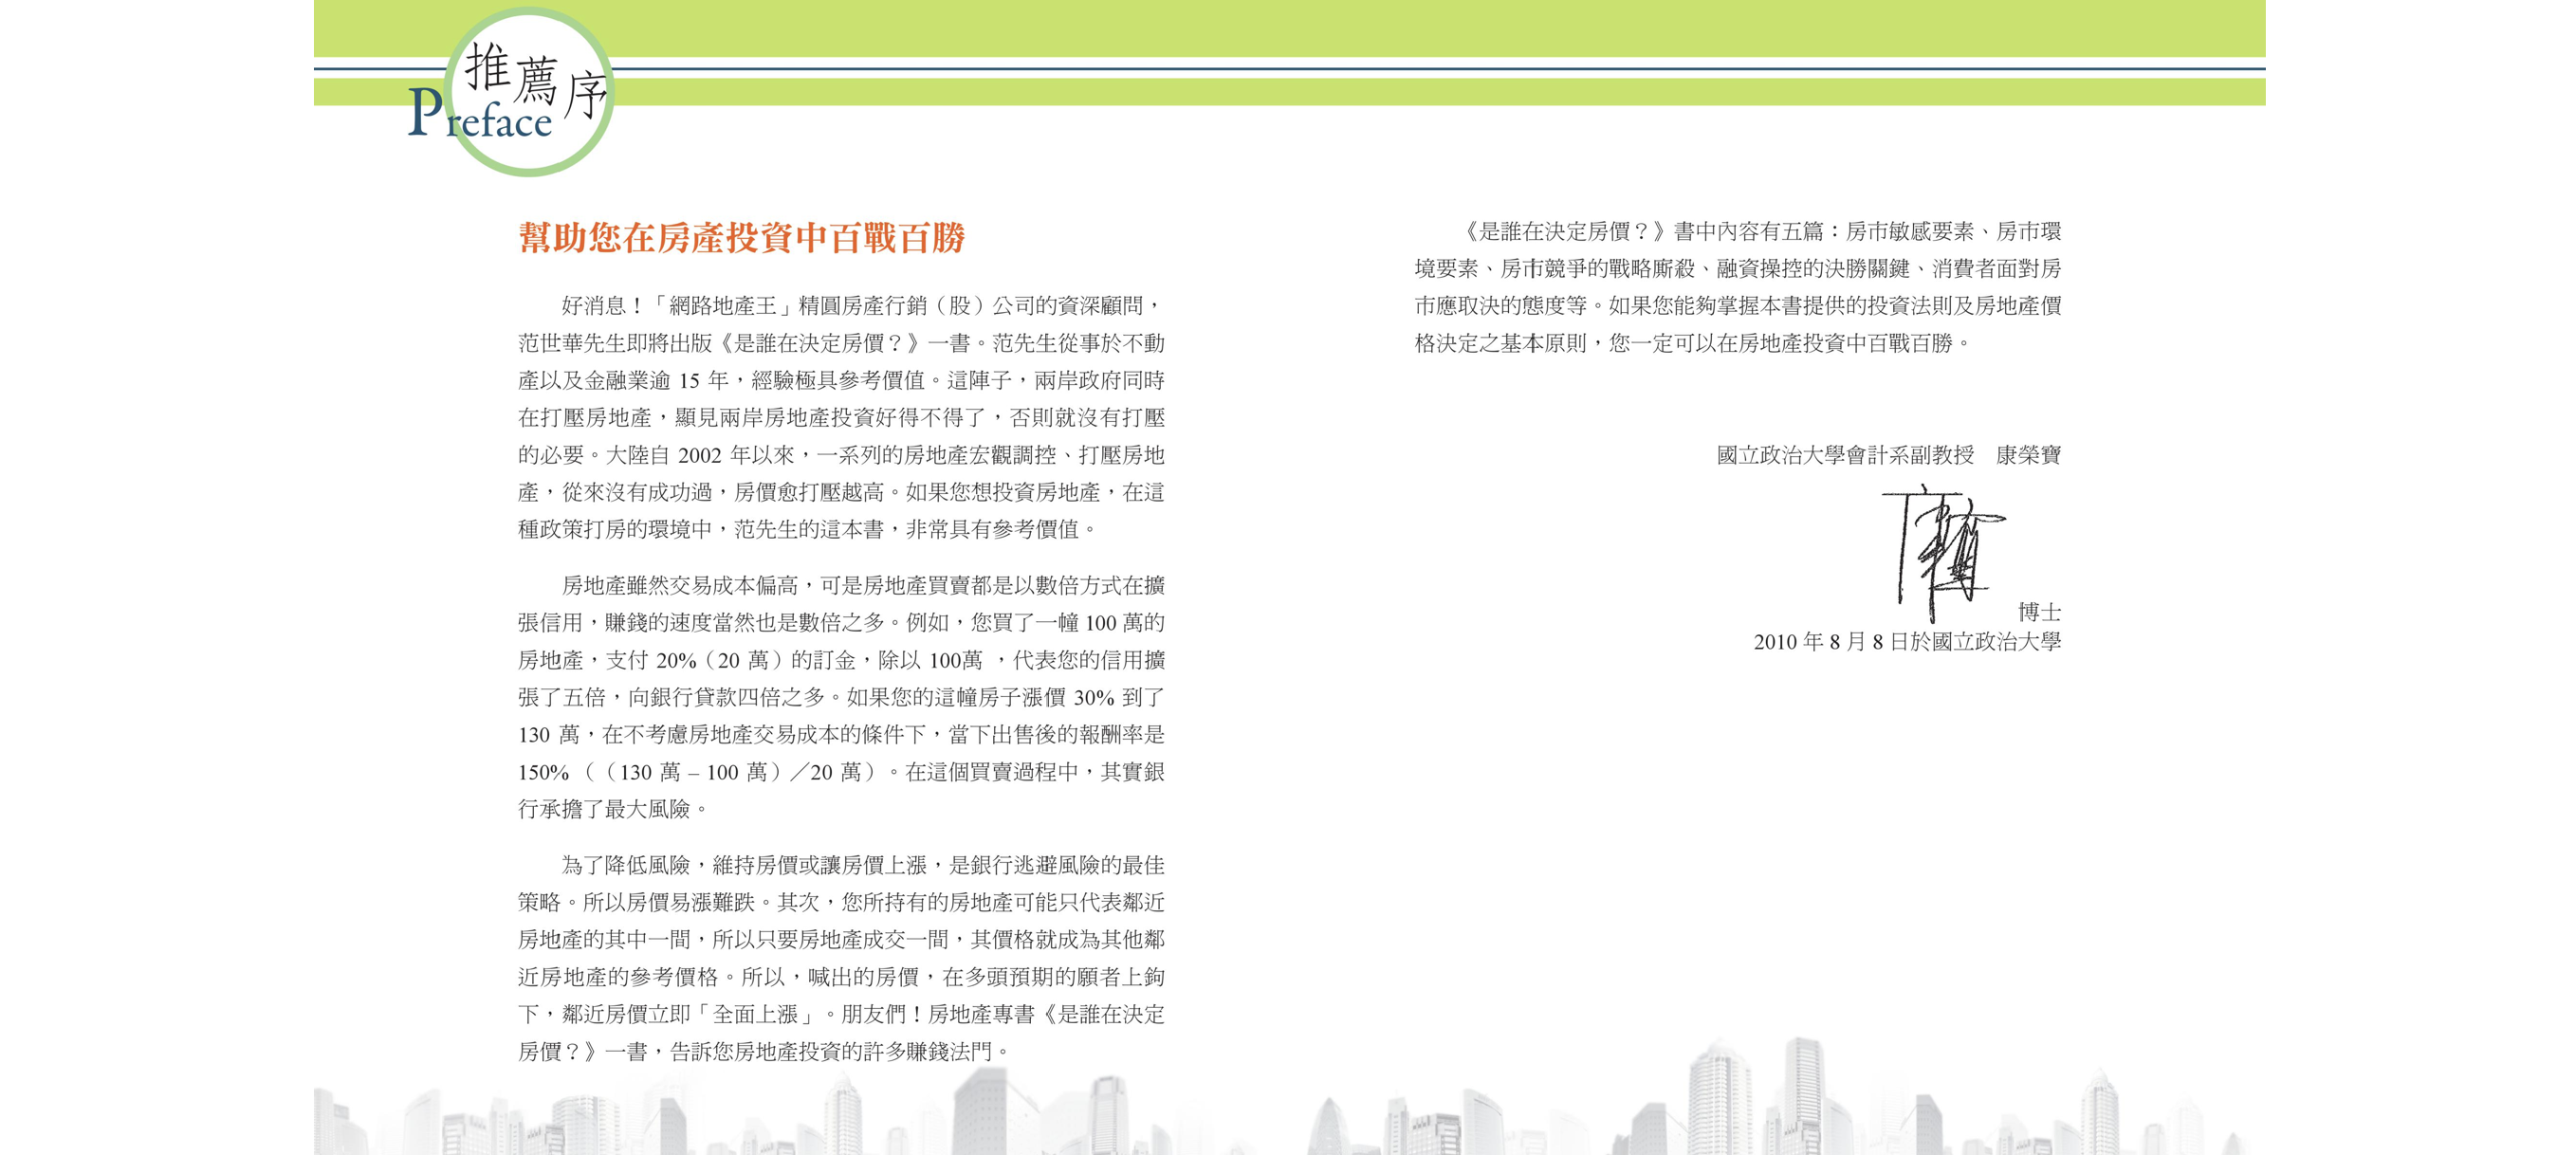 推薦序
Preface
幫助您在房產投資中百戰百勝
好消息！「網路地產王」精圓房產行銷（股）公司的資深顧問，
范世華先生即將出版《是誰在決定房價？》一書。范先生從事於不動
產以及金融業逾 15 年，經驗極具參考價值。這陣子，兩岸政府同時
在打壓房地產，顯見兩岸房地產投資好得不得了，否則就沒有打壓
的必要。大陸自 2002 年以來，一系列的房地產宏觀調控、打壓房地
產，從來沒有成功過，房價愈打壓越高。如果您想投資房地產，在這
種政策打房的環境中，范先生的這本書，非常具有參考價值。
房地產雖然交易成本偏高，可是房地產買賣都是以數倍方式在擴
張信用，賺錢的速度當然也是數倍之多。例如，您買了一幢 100 萬的
房地產，支付 20%（20 萬）的訂金，除以 100萬 ，代表您的信用擴
張了五倍，向銀行貸款四倍之多。如果您的這幢房子漲價 30% 到了
130 萬，在不考慮房地產交易成本的條件下，當下出售後的報酬率是
150% （（130 萬 – 100 萬）／20 萬）。在這個買賣過程中，其實銀
行承擔了最大風險。
為了降低風險，維持房價或讓房價上漲，是銀行逃避風險的最佳
策略。所以房價易漲難跌。其次，您所持有的房地產可能只代表鄰近
房地產的其中一間，所以只要房地產成交一間，其價格就成為其他鄰
近房地產的參考價格。所以，喊出的房價，在多頭預期的願者上鉤
下，鄰近房價立即「全面上漲」。朋友們！房地產專書《是誰在決定
房價？》一書，告訴您房地產投資的許多賺錢法門。
《是誰在決定房價？》書中內容有五篇：房市敏感要素、房市環
境要素、房市競爭的戰略廝殺、融資操控的決勝關鍵、消費者面對房
市應取決的態度等。如果您能夠掌握本書提供的投資法則及房地產價
格決定之基本原則，您一定可以在房地產投資中百戰百勝。
國立政治大學會計系副教授　康榮寶
博士
2010 年 8 月 8 日於國立政治大學